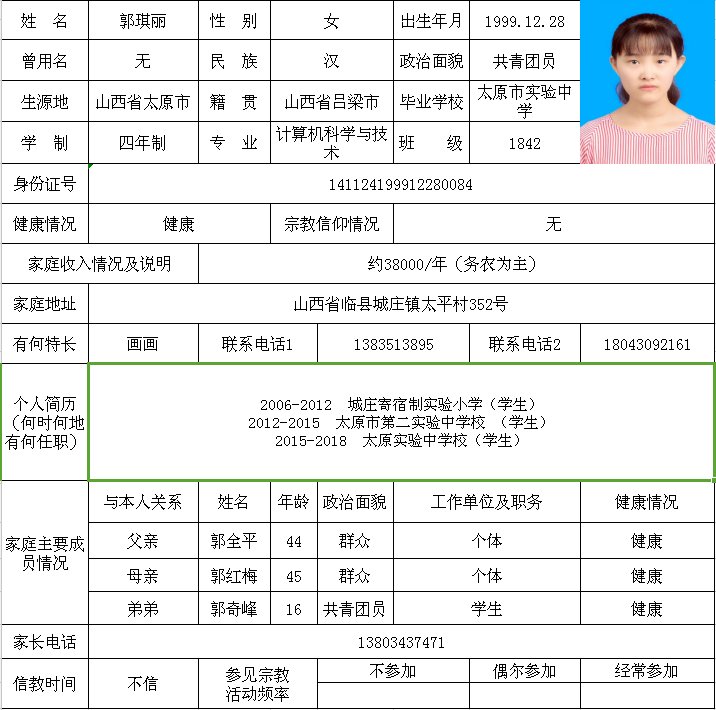 姓 名 郭琪丽 性 别 女 出生年月 1999.12.28
曾用名 无 民 族 汉 政治面貌 共青团员
生源地 山西省太原市 籍 贯 山西省吕梁市 毕业学校 太原市实验中
学
学 制 四年制 专 业 计算机科学与技
术
班 级 1842
身份证号 141124199912280084
健康情况 健康 宗教信仰情况 无
家庭收入情况及说明 约38000/年（务农为主）
家庭地址 山西省临县城庄镇太平村352号
有何特长 画画 联系电话1 1383513895 联系电话2 18043092161
个人简历
（何时何地
有何任职）
2006-2012 城庄寄宿制实验小学（学生）
2012-2015 太原市第二实验中学校 （学生）
2015-2018 太原实验中学校（学生）
家庭主要成
员情况
与本人关系 姓名 年龄 政治面貌 工作单位及职务 健康情况
父亲 郭全平 44 群众 个体 健康
母亲 郭红梅 45 群众 个体 健康
弟弟 郭奇峰 16 共青团员 学生 健康
家长电话 13803437471
信教时间 不信 参见宗教
活动频率
不参加 偶尔参加 经常参加